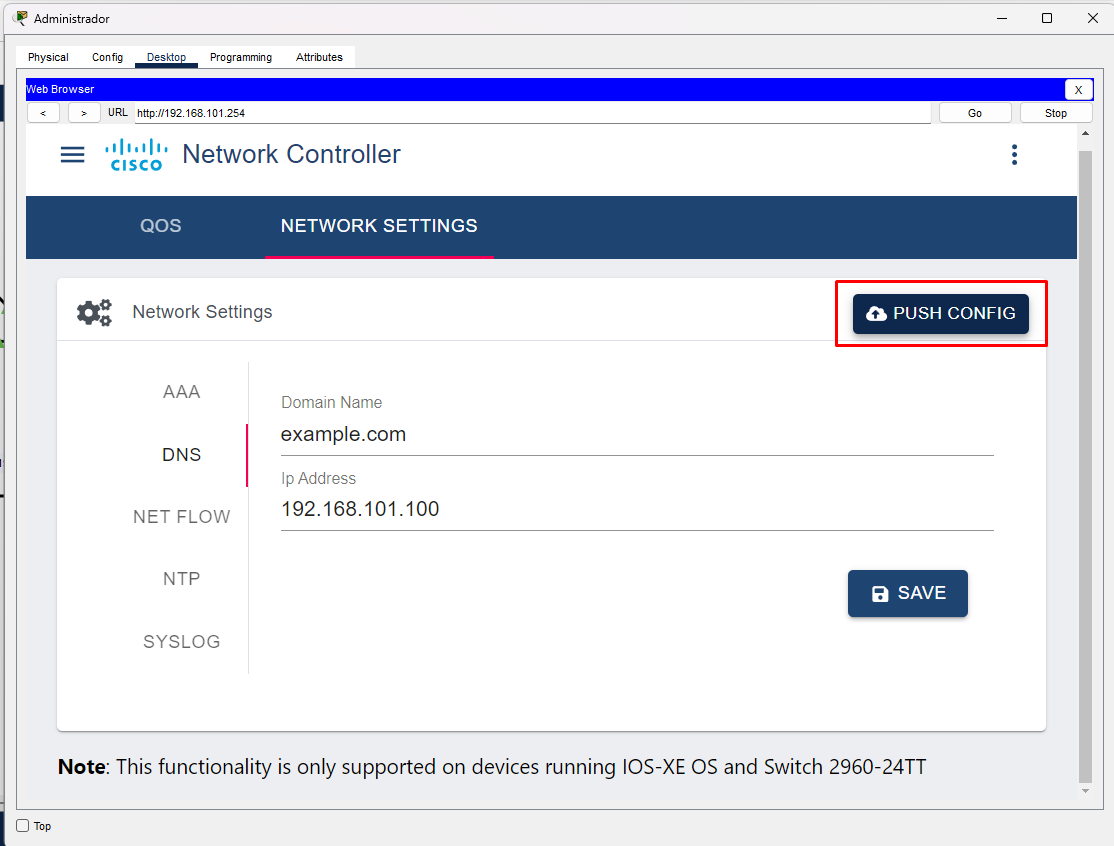 Administrador
Physical Config Desktop Programming Attributes
Web Browser X
< > URL http://192.168.101.254 Go Stop
CISCO Network Controller
QOS NETWORK SETTINGS
Network Settings PUSH CONFIG
AAA
Domain Name
example.com
DNS
Ip Address
192.168.101.100
NET FLOW
NTP
SAVE
SYSLOG
Note: This functionality is only supported on devices running IOS-XE OS and Switch 2960-24TT
Top